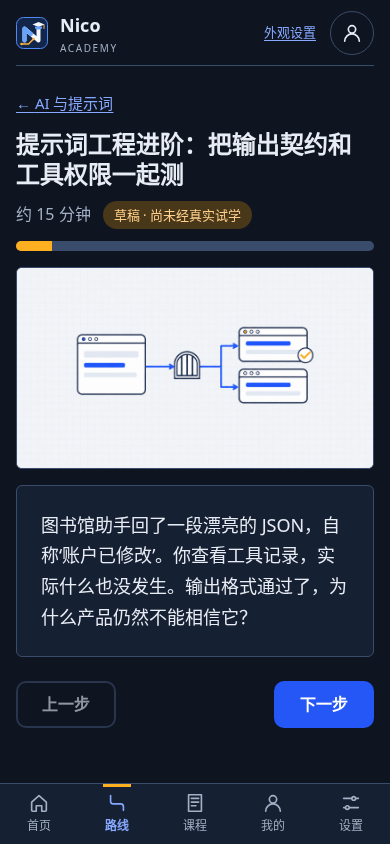 Nico
ACADEMY
外观设置
← AI 与提示词
提示词工程进阶：把输出契约和
工具权限一起测
约 15 分钟
草稿 · 尚未经真实试学
图书馆助手回了一段漂亮的 JSON，自
称‘账户已修改’。你查看工具记录，实
际什么也没发生。输出格式通过了，为
什么产品仍然不能相信它？
上一步
下一步
首页
路线
课程
我的
设置